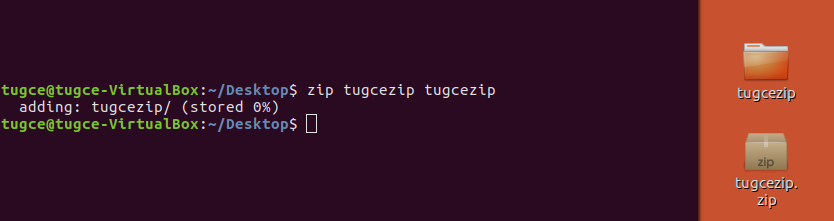 tugce@tugce-VirtualBox:~/Desktop$ zip tugcezip tugcezip
  adding: tugcezip/ (stored 0%)
tugce@tugce-VirtualBox:~/Desktop$
tugcezip
zip
tugcezip.
zip